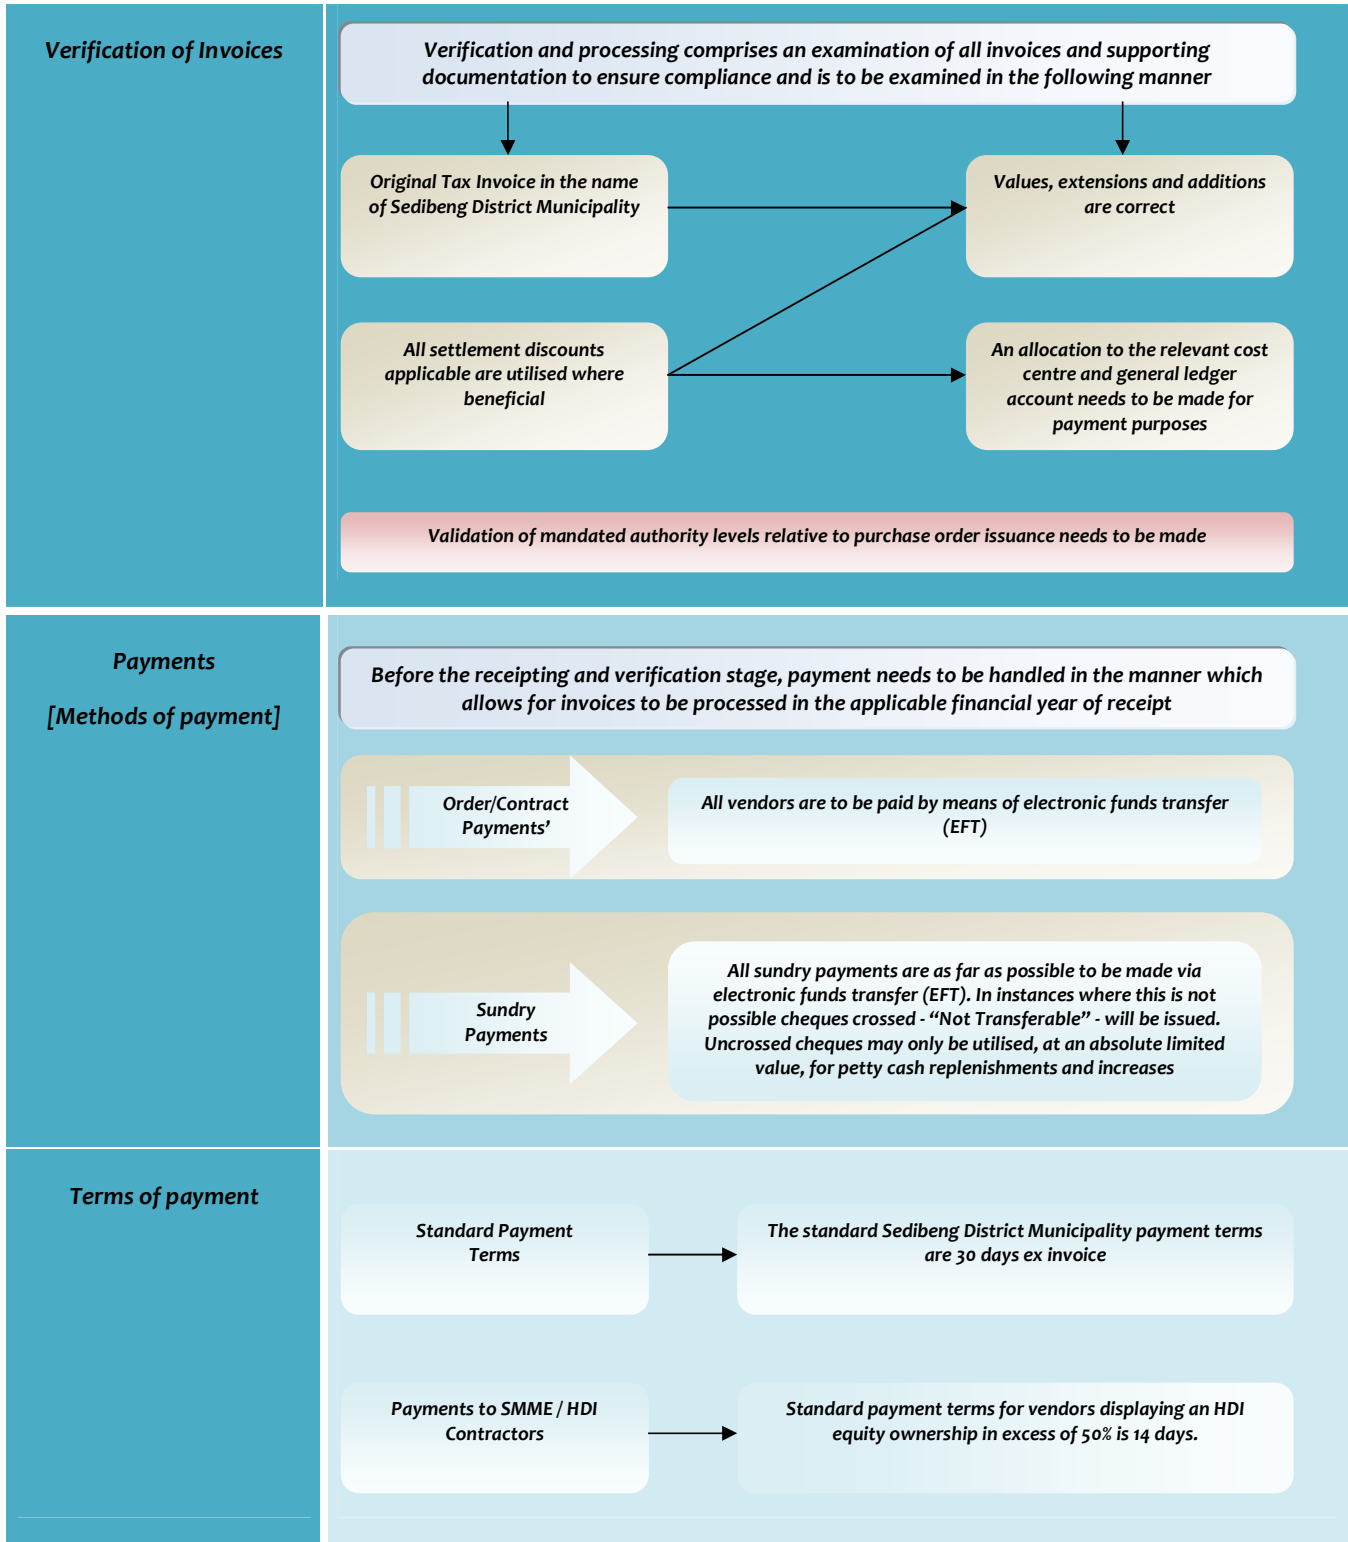 Verification of Invoices
Verification and processing comprises an examination of all invoices and supporting
documentation to ensure compliance and is to be examined in the following manner
Original Tax Invoice in the name
of Sedibeng District Municipality
Values, extensions and additions
are correct
All settlement discounts
applicable are utilised where
beneficial
An allocation to the relevant cost
centre and general ledger
account needs to be made for
payment purposes
Validation of mandated authority levels relative to purchase order issuance needs to be made
Payments
[Methods of payment]
Before the receipting and verification stage, payment needs to be handled in the manner which
allows for invoices to be processed in the applicable financial year of receipt
Order/Contract
Payments’
All vendors are to be paid by means of electronic funds transfer
(EFT)
Sundry
Payments
All sundry payments are as far as possible to be made via
electronic funds transfer (EFT). In instances where this is not
possible cheques crossed - “Not Transferable” - will be issued.
Uncrossed cheques may only be utilised, at an absolute limited
value, for petty cash replenishments and increases
Terms of payment
Standard Payment
Terms
The standard Sedibeng District Municipality payment terms
are 30 days ex invoice
Payments to SMME / HDI
Contractors
Standard payment terms for vendors displaying an HDI
equity ownership in excess of 50% is 14 days.